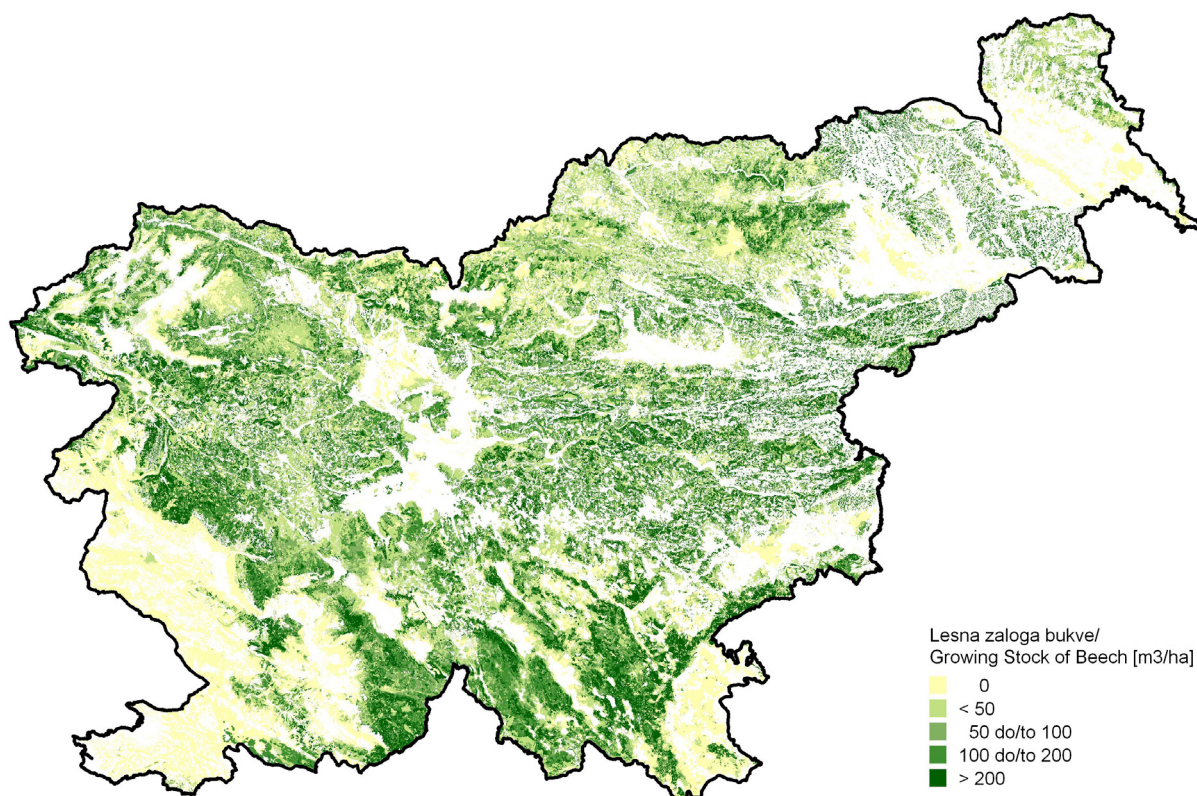 Lesna zaloga bukve/
Growing Stock of Beech [m3/ha]
0
< 50
50 do/to 100
100 do/to 200
> 200